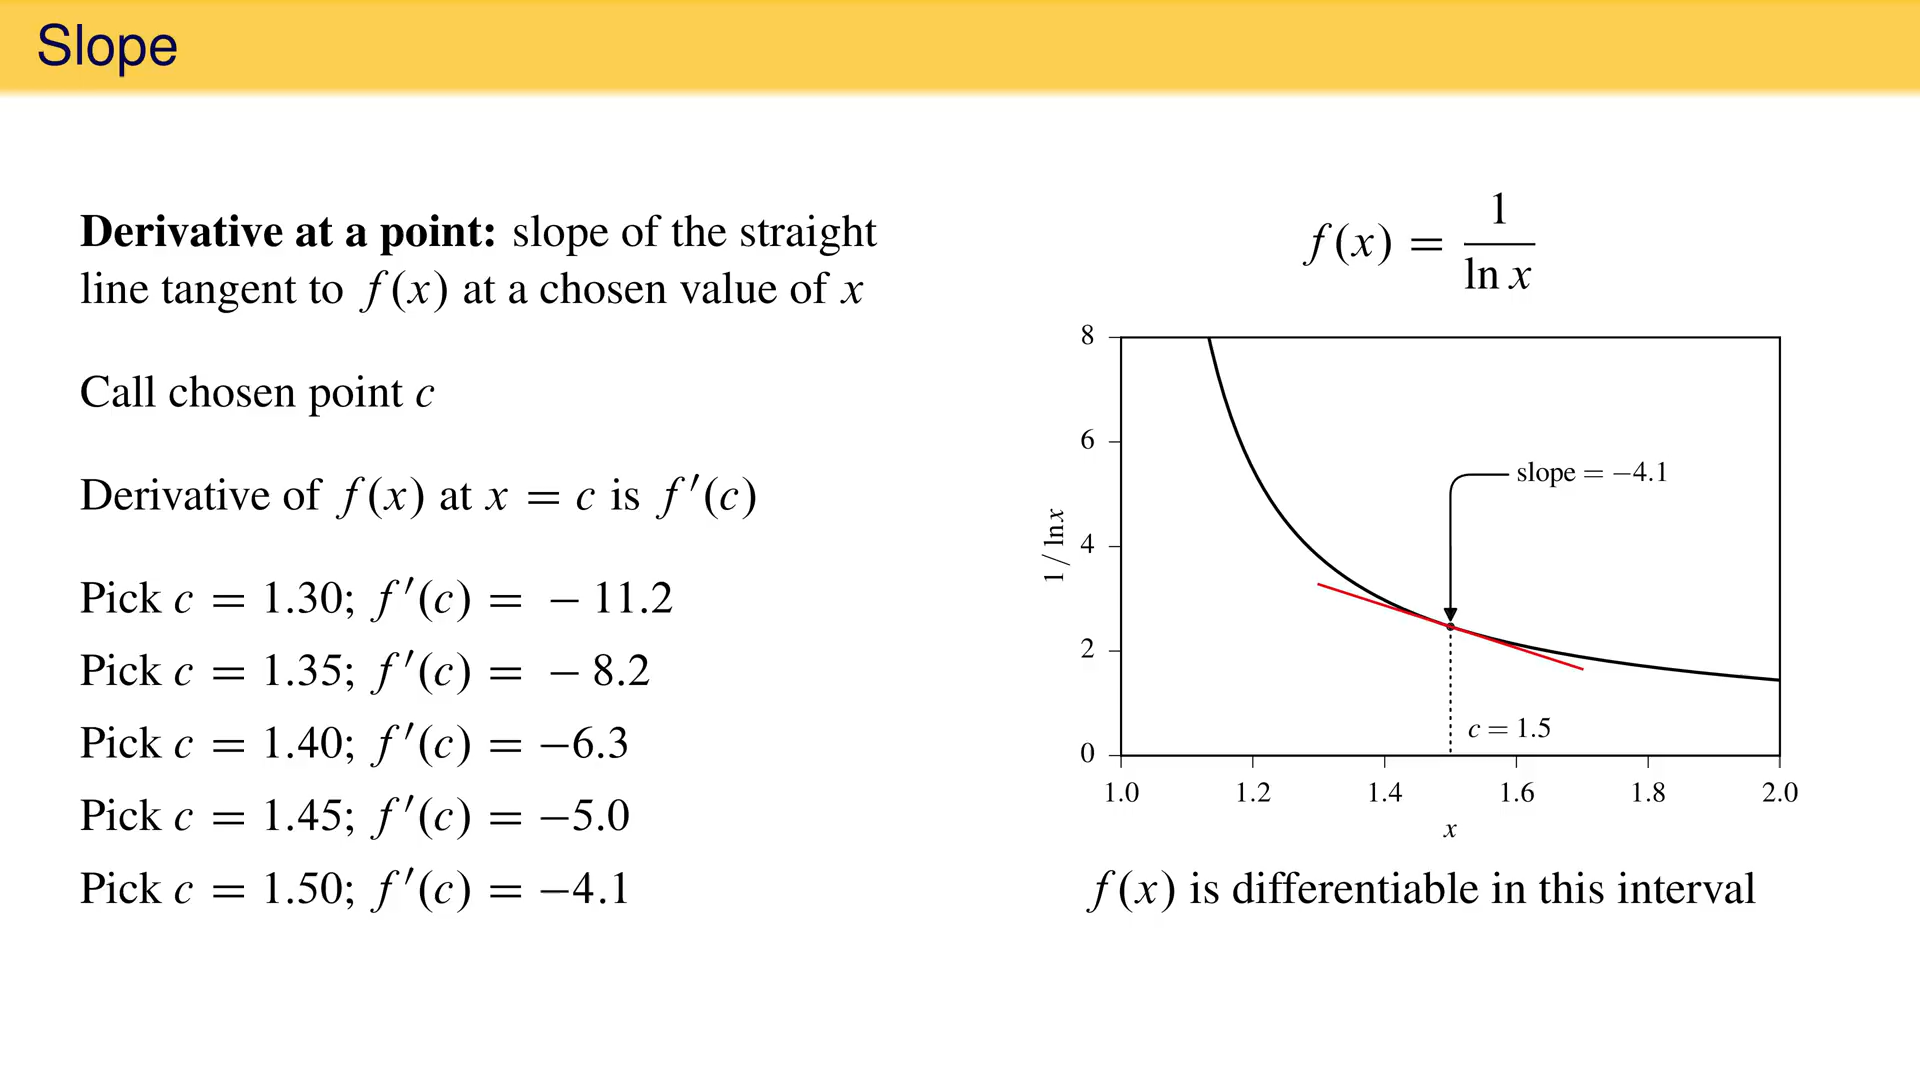 Slope
Derivative at a point: slope of the straight
line tangent to f(x) at a chosen value of x
Call chosen point c
Derivative of f(x) at x = c is f′(c)
Pick c = 1.30; f′(c) = − 11.2
Pick c = 1.35; f′(c) = − 8.2
Pick c = 1.40; f′(c) = −6.3
Pick c = 1.45; f′(c) = −5.0
Pick c = 1.50; f′(c) = −4.1
f(x) = 1 / ln x
8
6
4
2
0
1 / ln x
slope = −4.1
c = 1.5
1.0 1.2 1.4 1.6 1.8 2.0
x
f(x) is differentiable in this interval